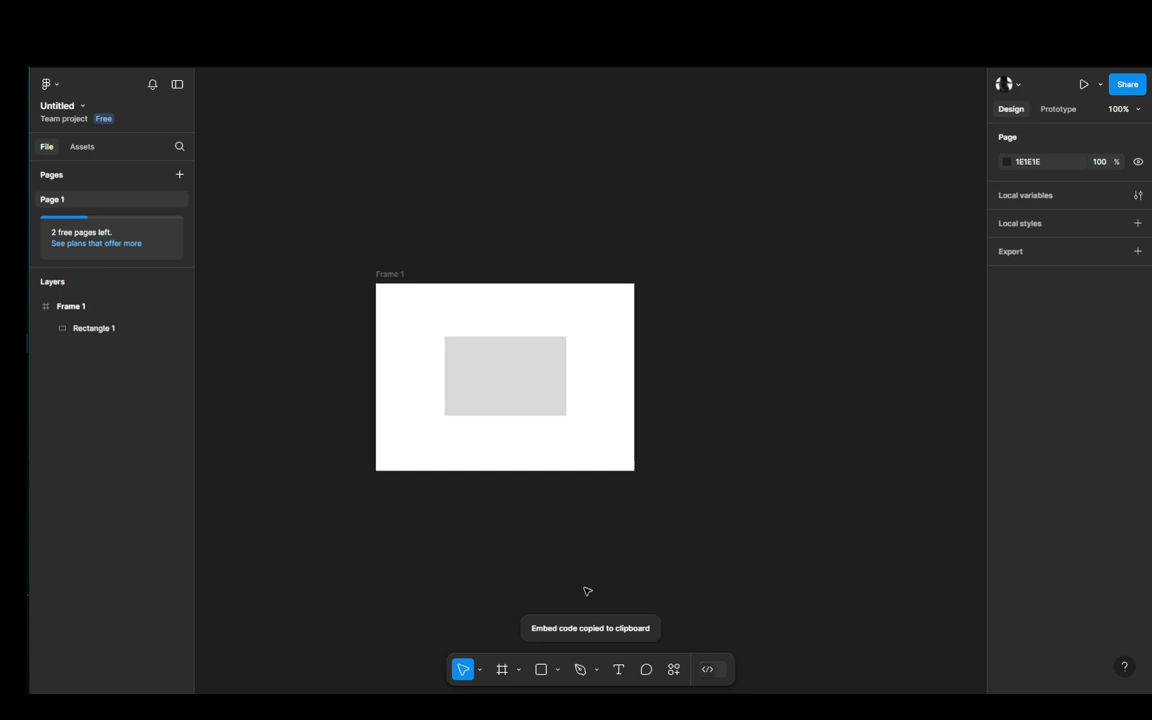 Untitled
Team project Free
File Assets
Pages
Page 1
2 free pages left.
See plans that offer more
Layers
Frame 1
Rectangle 1
Frame 1
Embed code copied to clipboard
Share
Design Prototype 100%
Page
1E1E1E 100 %
Local variables
Local styles
Export
?